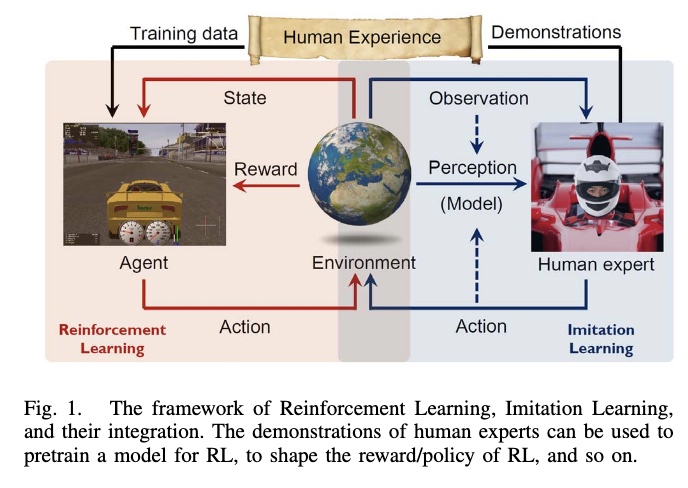 Training data
Human Experience
Demonstrations
State
Observation
Reward
Perception
(Model)
Agent
Environment
Human expert
Reinforcement
Learning
Action
Action
Imitation
Learning
Fig. 1. The framework of Reinforcement Learning, Imitation Learning,
and their integration. The demonstrations of human experts can be used to
pretrain a model for RL, to shape the reward/policy of RL, and so on.